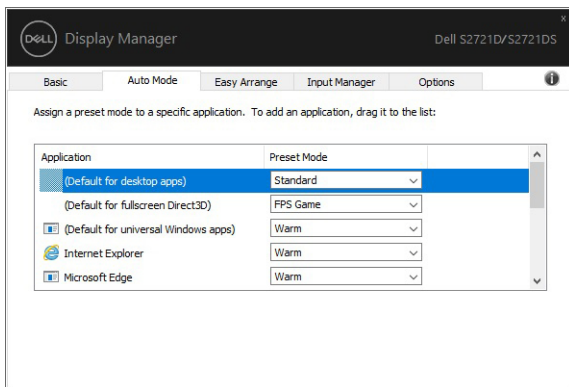 DELL Display Manager Dell S2721D/S2721DS
x
Basic Auto Mode Easy Arrange Input Manager Options
Assign a preset mode to a specific application. To add an application, drag it to the list:
Application Preset Mode
(Default for desktop apps) Standard
(Default for fullscreen Direct3D) FPS Game
(Default for universal Windows apps) Warm
Internet Explorer Warm
Microsoft Edge Warm